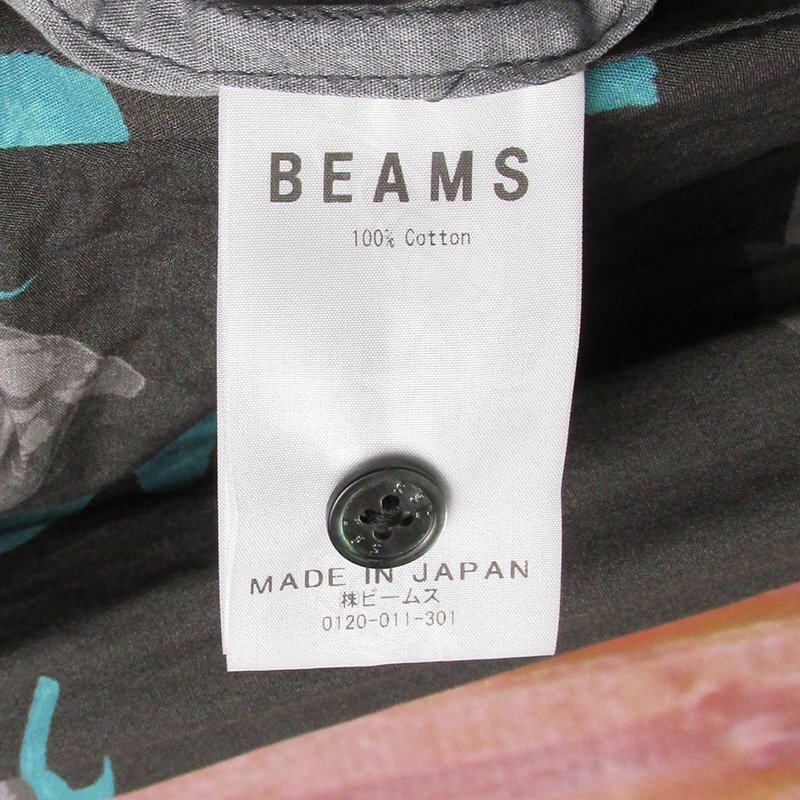 BEAMS
100% Cotton
MADE IN JAPAN
株ビームス
0120-011-301